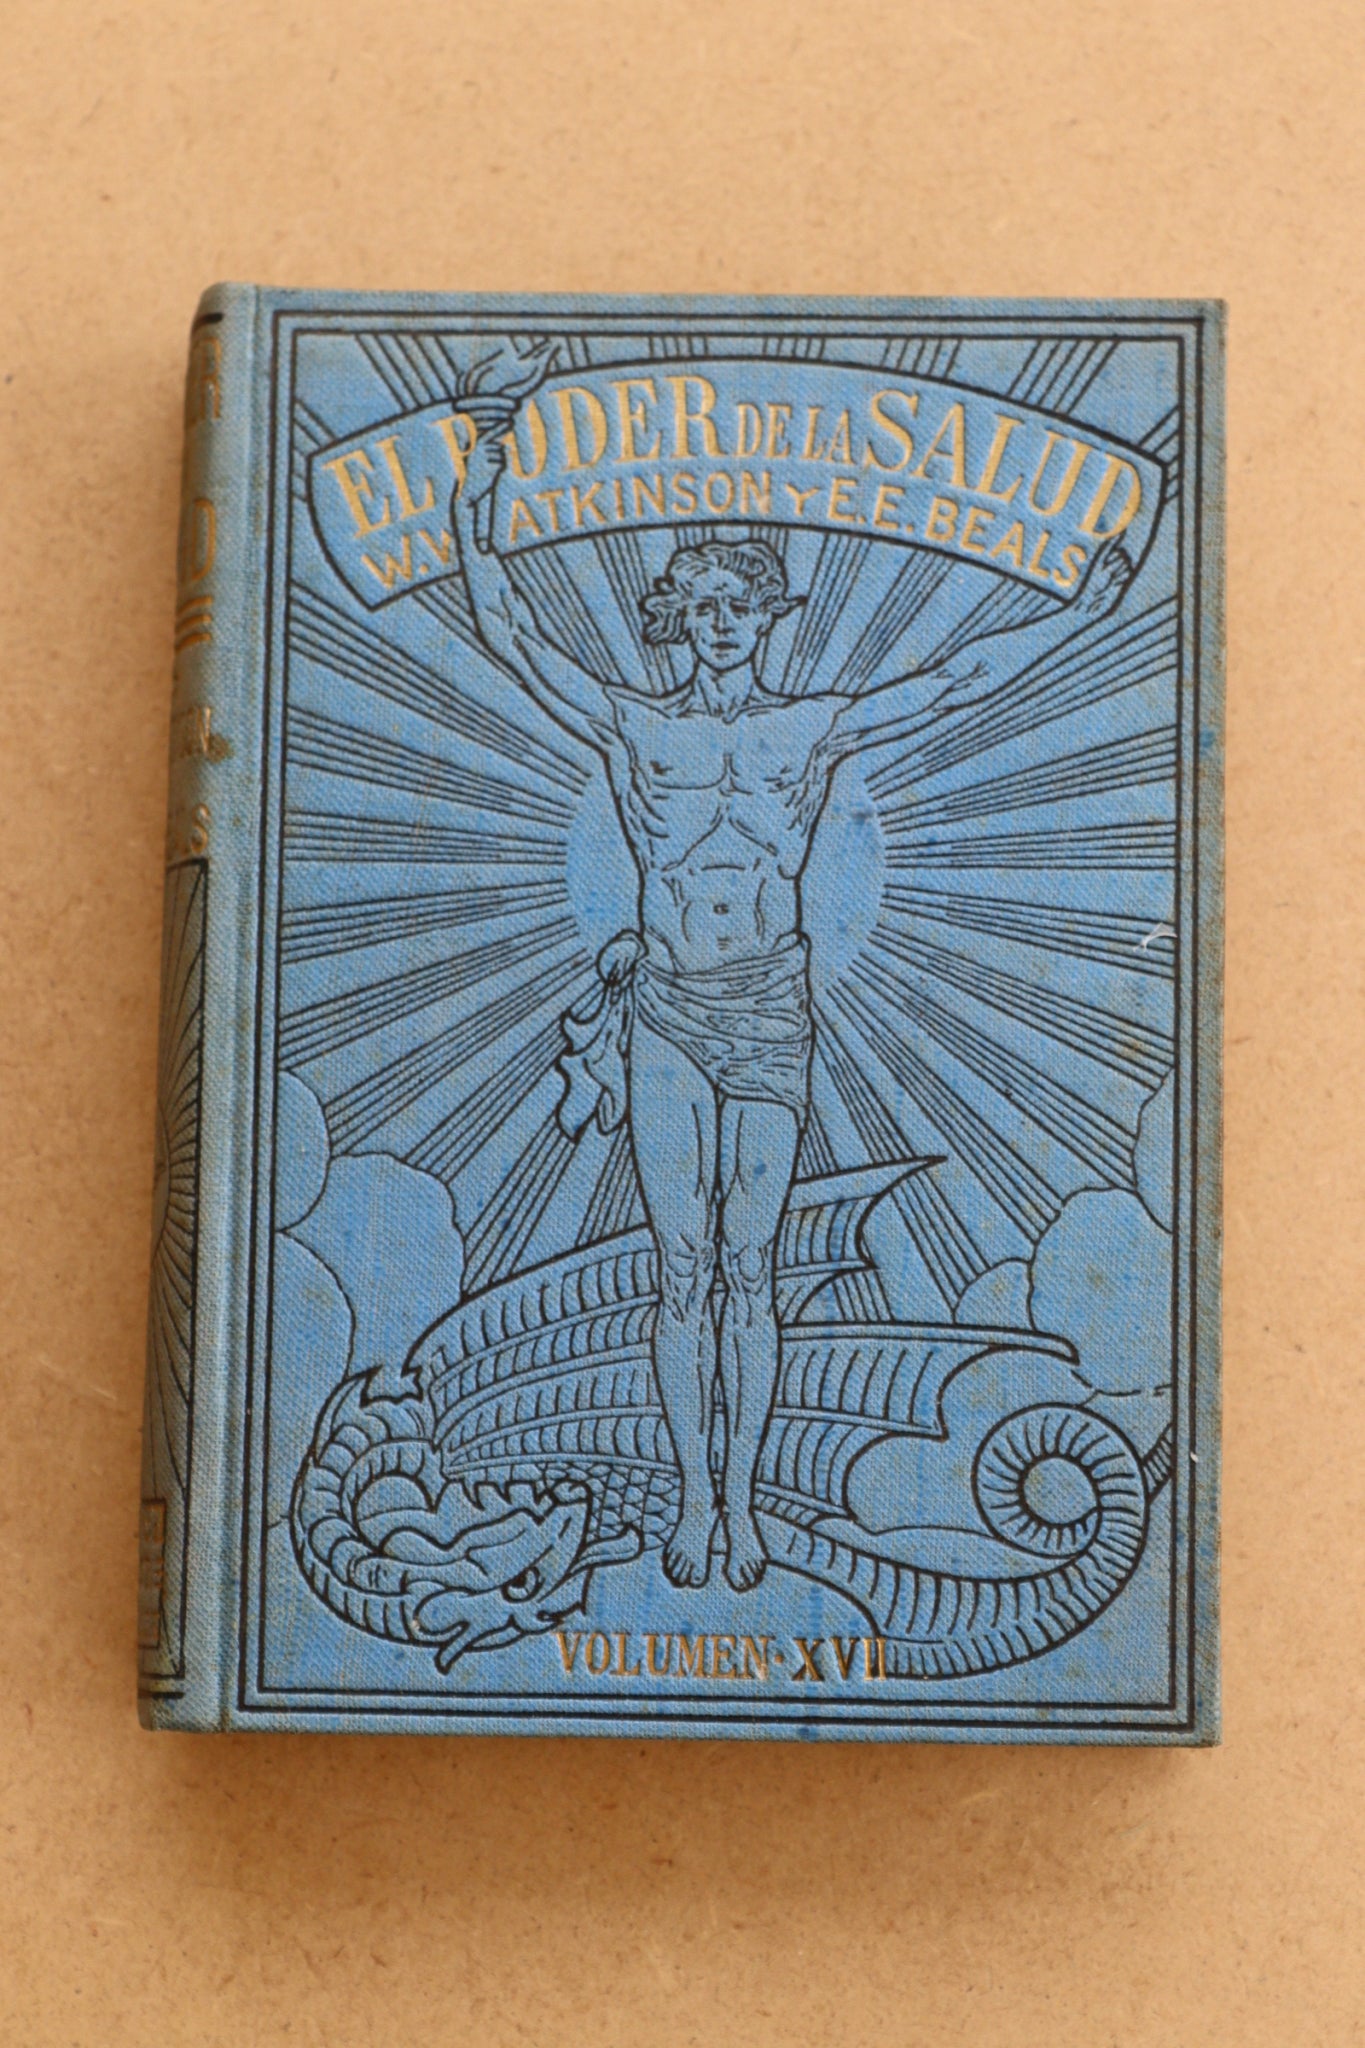 EL PODER DE LA SALUD
W.W. ATKINSON Y E.E. BEALS
VOLUMEN · XVII